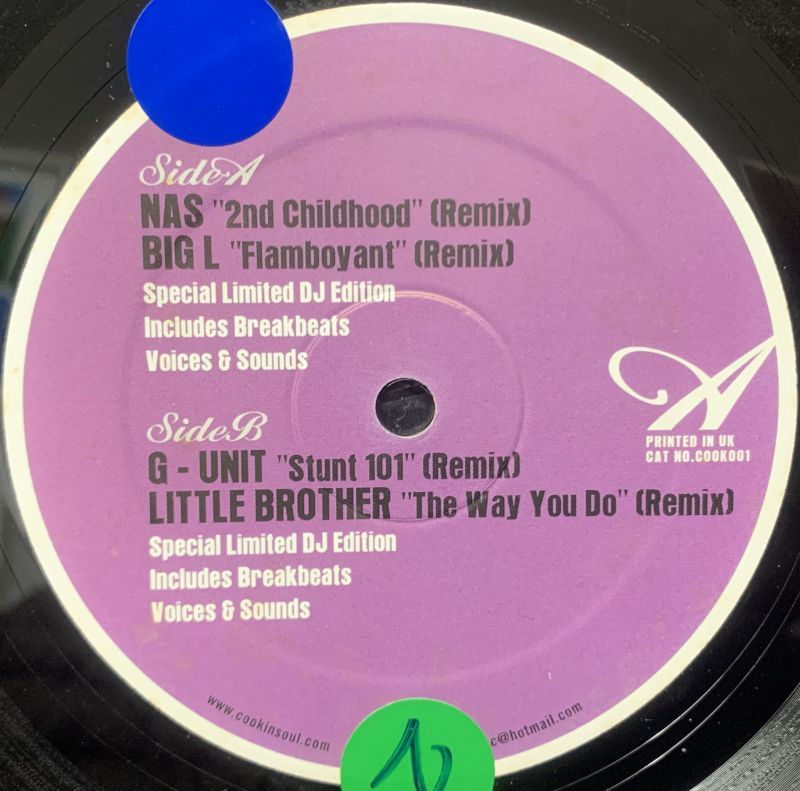 Side A
NAS "2nd Childhood" (Remix)
BIG L "Flamboyant" (Remix)
Special Limited DJ Edition
Includes Breakbeats
Voices & Sounds
A
PRINTED IN UK
CAT NO.COOK001
Side B
G - UNIT "Stunt 101" (Remix)
LITTLE BROTHER "The Way You Do" (Remix)
Special Limited DJ Edition
Includes Breakbeats
Voices & Sounds
www.cookinsoul.com
c@hotmail.com